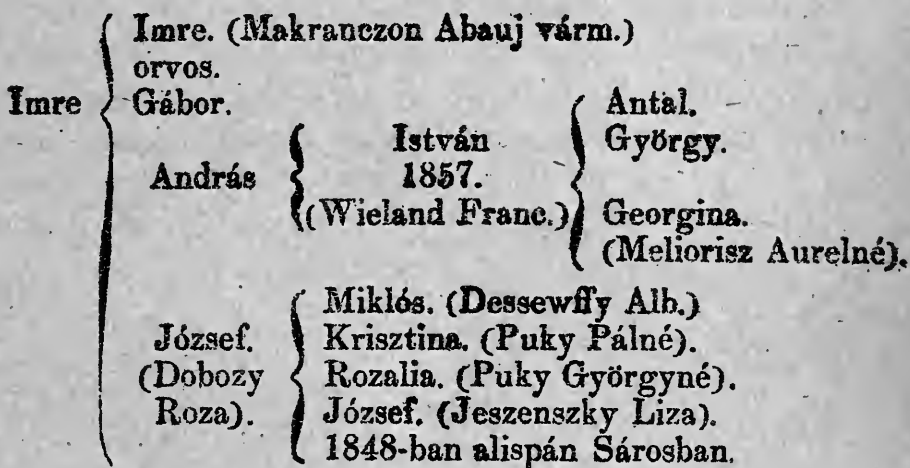 Imre. (Makranczon Abauj várm.)
orvos.
Imre
Gábor.
András
István
1857.
(Wieland Franc.)
Antal.
György.
Georgina.
(Meliorisz Aurelné).
József.
(Dobozy
Roza).
Miklós. (Dessewffy Alb.)
Krisztina. (Puky Pálné).
Rozalia. (Puky Györgyné).
József. (Jeszenszky Liza).
1848-ban alispán Sárosban.